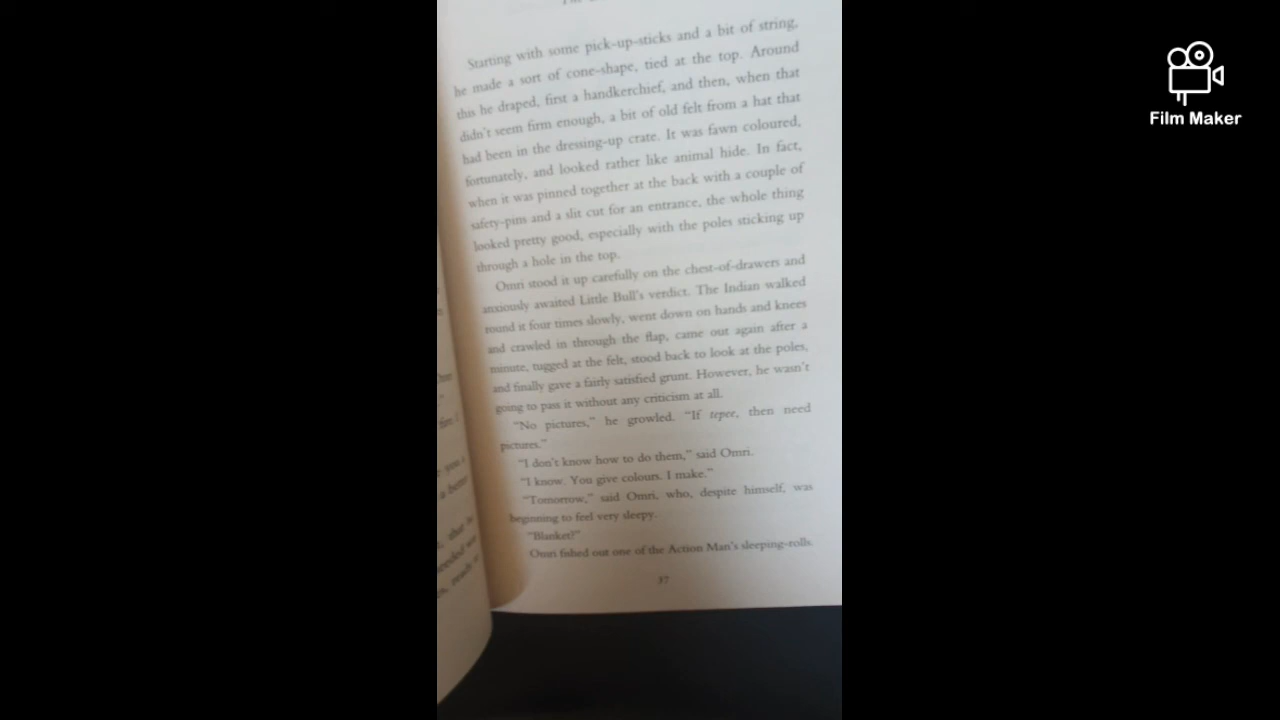 Starting with some pick-up-sticks and a bit of string,
he made a sort of cone-shape, tied at the top. Around
this he draped, first a handkerchief, and then, when that
didn't seem firm enough, a bit of old felt from a hat that
had been in the dressing-up crate. It was fawn coloured,
fortunately, and looked rather like animal hide. In fact,
when it was pinned together at the back with a couple of
safety-pins and a slit cut for an entrance, the whole thing
looked pretty good, especially with the poles sticking up
through a hole in the top.
Omri stood it up carefully on the chest-of-drawers and
anxiously awaited Little Bull's verdict. The Indian walked
round it four times slowly, went down on hands and knees
and crawled in through the flap, came out again after a
minute, tugged at the felt, stood back to look at the poles,
and finally gave a fairly satisfied grunt. However, he wasn't
going to pass it without any criticism at all.
"No pictures," he growled. "If tepee, then need
pictures."
"I don't know how to do them," said Omri.
"I know. You give colours. I make."
"Tomorrow," said Omri, who, despite himself, was
beginning to feel very sleepy.
"Blanket?"
Omri fished out one of the Action Man's sleeping-rolls.
37
Film Maker